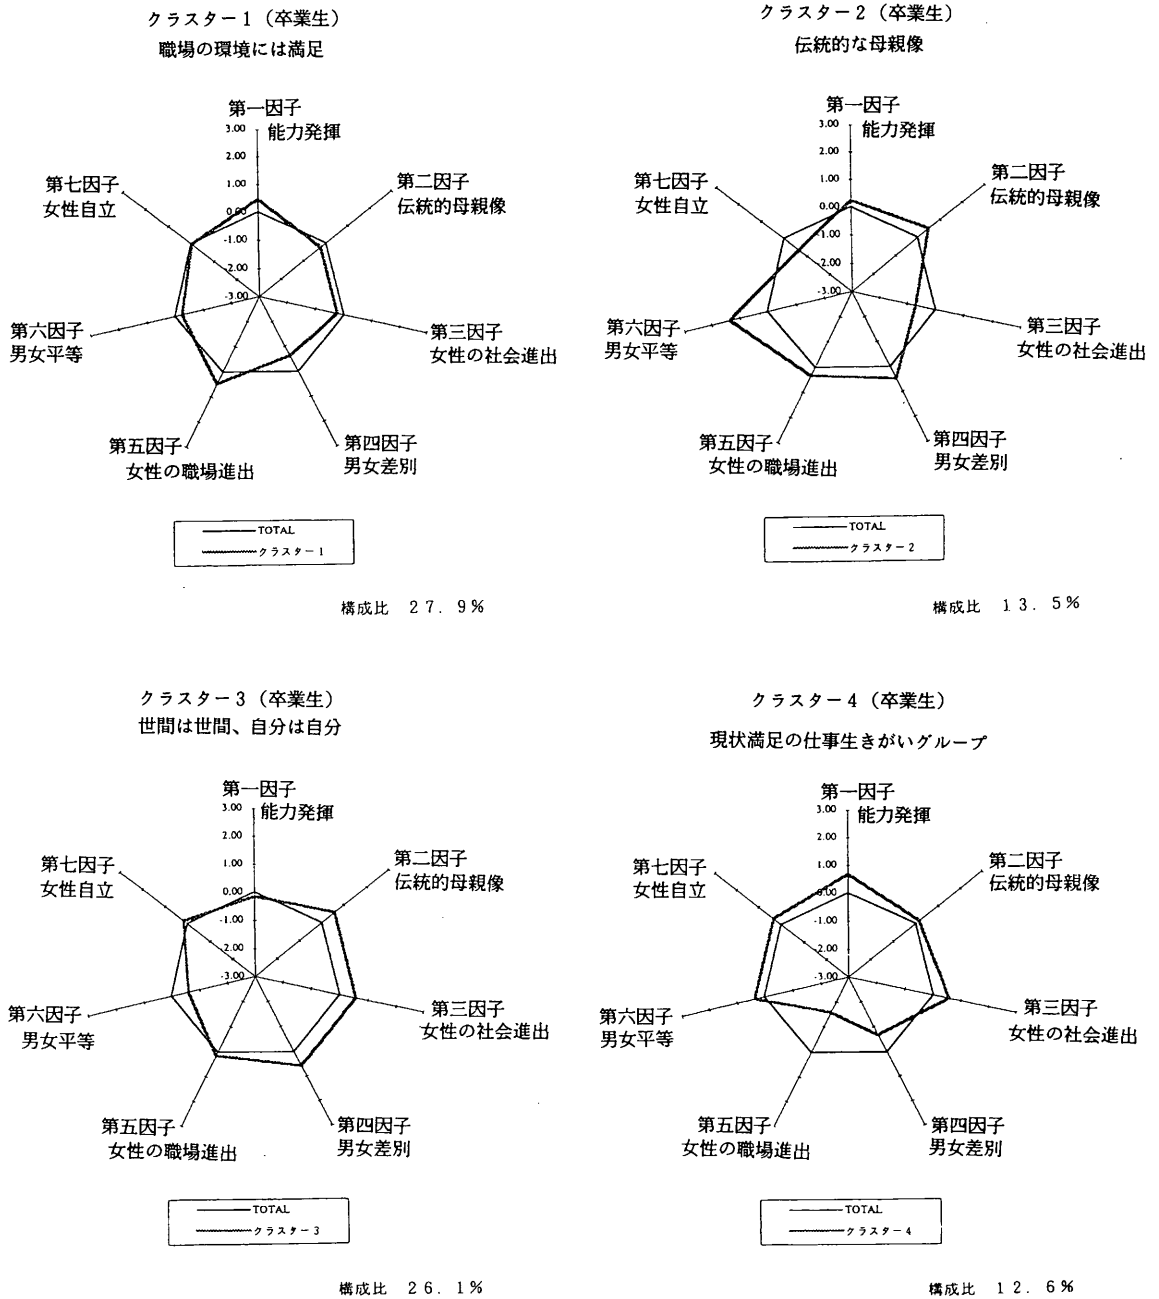 クラスター1（卒業生）
職場の環境には満足
第一因子
能力発揮
3.00
2.00
1.00
0.00
-1.00
-2.00
-3.00
第二因子
伝統的母親像
第三因子
女性の社会進出
第四因子
男女差別
第五因子
女性の職場進出
第六因子
男女平等
第七因子
女性自立
TOTAL
クラスター1
構成比 27.9%
クラスター2（卒業生）
伝統的な母親像
第一因子
能力発揮
3.00
2.00
1.00
0.00
-1.00
-2.00
-3.00
第二因子
伝統的母親像
第三因子
女性の社会進出
第四因子
男女差別
第五因子
女性の職場進出
第六因子
男女平等
第七因子
女性自立
TOTAL
クラスター2
構成比 13.5%
クラスター3（卒業生）
世間は世間、自分は自分
第一因子
能力発揮
3.00
2.00
1.00
0.00
-1.00
-2.00
-3.00
第二因子
伝統的母親像
第三因子
女性の社会進出
第四因子
男女差別
第五因子
女性の職場進出
第六因子
男女平等
第七因子
女性自立
TOTAL
クラスター3
構成比 26.1%
クラスター4（卒業生）
現状満足の仕事生きがいグループ
第一因子
能力発揮
3.00
2.00
1.00
0.00
-1.00
-2.00
-3.00
第二因子
伝統的母親像
第三因子
女性の社会進出
第四因子
男女差別
第五因子
女性の職場進出
第六因子
男女平等
第七因子
女性自立
TOTAL
クラスター4
構成比 12.6%